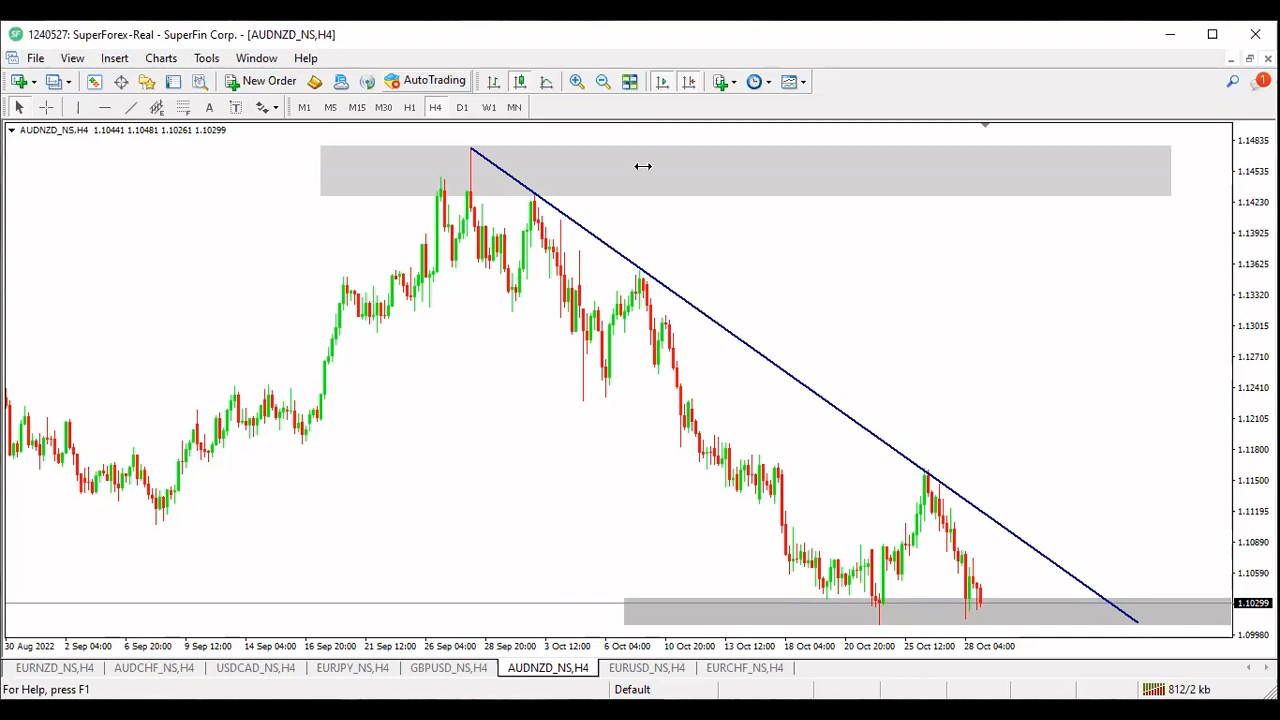 1240527: SuperForex-Real - SuperFin Corp. - [AUDNZD_NS,H4]
File View Insert Charts Tools Window Help
New Order AutoTrading 1
A T M1 M5 M15 M30 H1 H4 D1 W1 MN
AUDNZD_NS,H4 1.10441 1.10481 1.10261 1.10299
1.14835
1.14535
1.14230
1.13925
1.13625
1.13320
1.13015
1.12710
1.12410
1.12105
1.11800
1.11500
1.11195
1.10890
1.10590
1.10299
1.09980
30 Aug 2022 2 Sep 04:00 6 Sep 20:00 9 Sep 12:00 14 Sep 04:00 16 Sep 20:00 21 Sep 12:00 26 Sep 04:00 28 Sep 20:00 3 Oct 12:00 6 Oct 04:00 10 Oct 20:00 13 Oct 12:00 18 Oct 04:00 20 Oct 20:00 25 Oct 12:00 28 Oct 04:00
EURNZD_NS,H4 AUDCHF_NS,H4 USDCAD_NS,H4 EURJPY_NS,H4 GBPUSD_NS,H4 AUDNZD_NS,H4 EURUSD_NS,H4 EURCHF_NS,H4
For Help, press F1 Default 812/2 kb